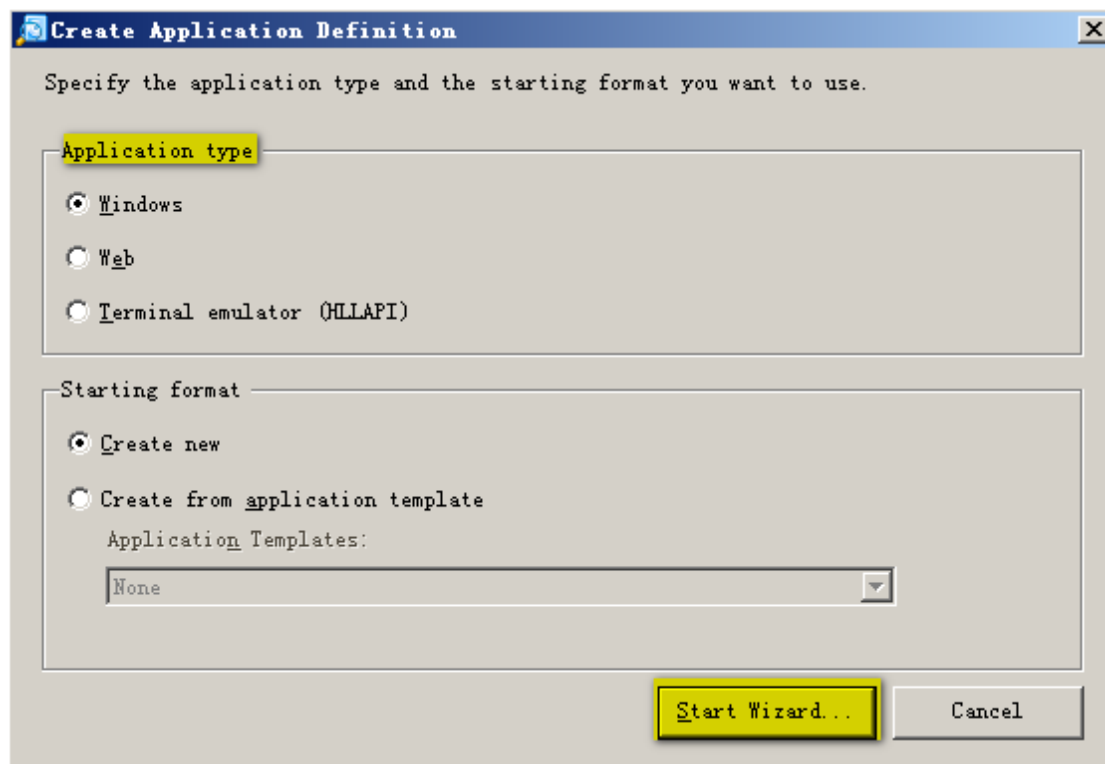 Create Application Definition
Specify the application type and the starting format you want to use.
Application type
Windows
Web
Terminal emulator (HLLAPI)
Starting format
Create new
Create from application template
Application Templates:
None
Start Wizard... Cancel